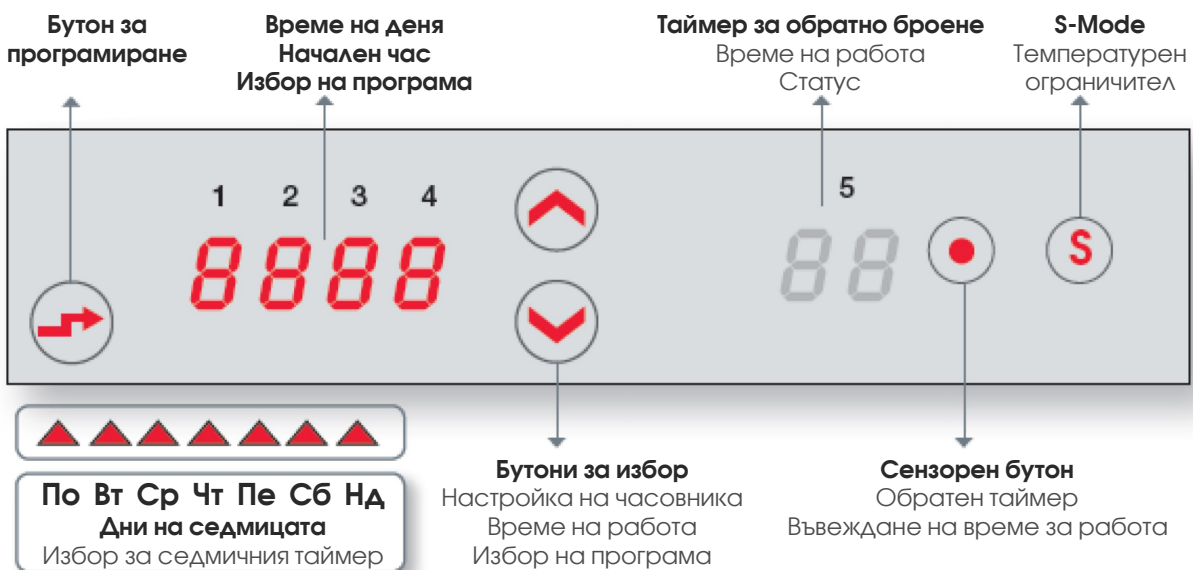 Бутон за
програмиране
Време на деня
Начален час
Избор на програма
Таймер за обратно броене
Време на работа
Статус
S-Mode
Температурен
ограничител
1 2 3 4
8888
5
88
S
По Вт Ср Чт Пе Сб Нд
Дни на седмицата
Избор за седмичния таймер
Бутони за избор
Настройка на часовника
Време на работа
Избор на програма
Сензорен бутон
Обратен таймер
Въвеждане на време за работа